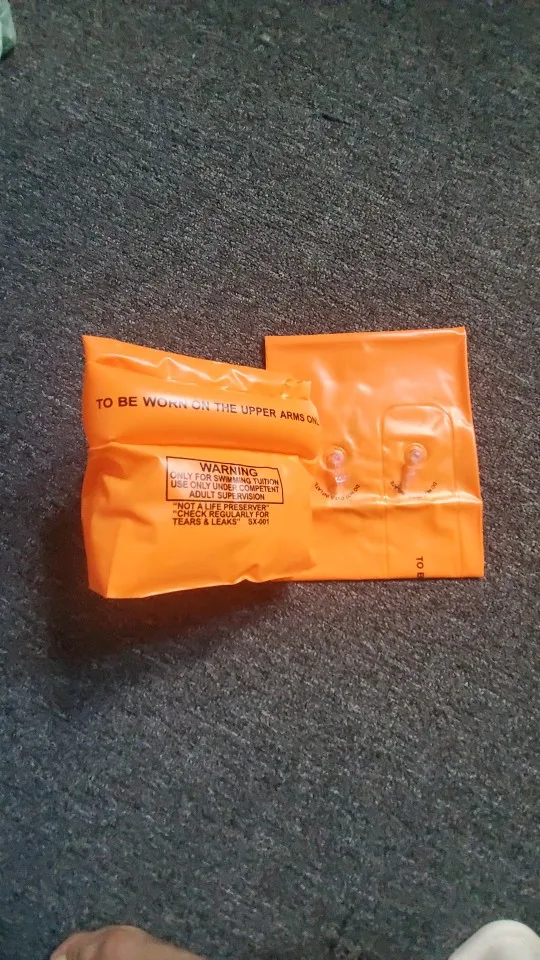 TO BE WORN ON THE UPPER ARMS ON
WARNING
ONLY FOR SWIMMING TUITION
USE ONLY UNDER COMPETENT
ADULT SUPERVISION
"NOT A LIFE PRESERVER"
"CHECK REGULARLY FOR
TEARS & LEAKS" SX-001
TO